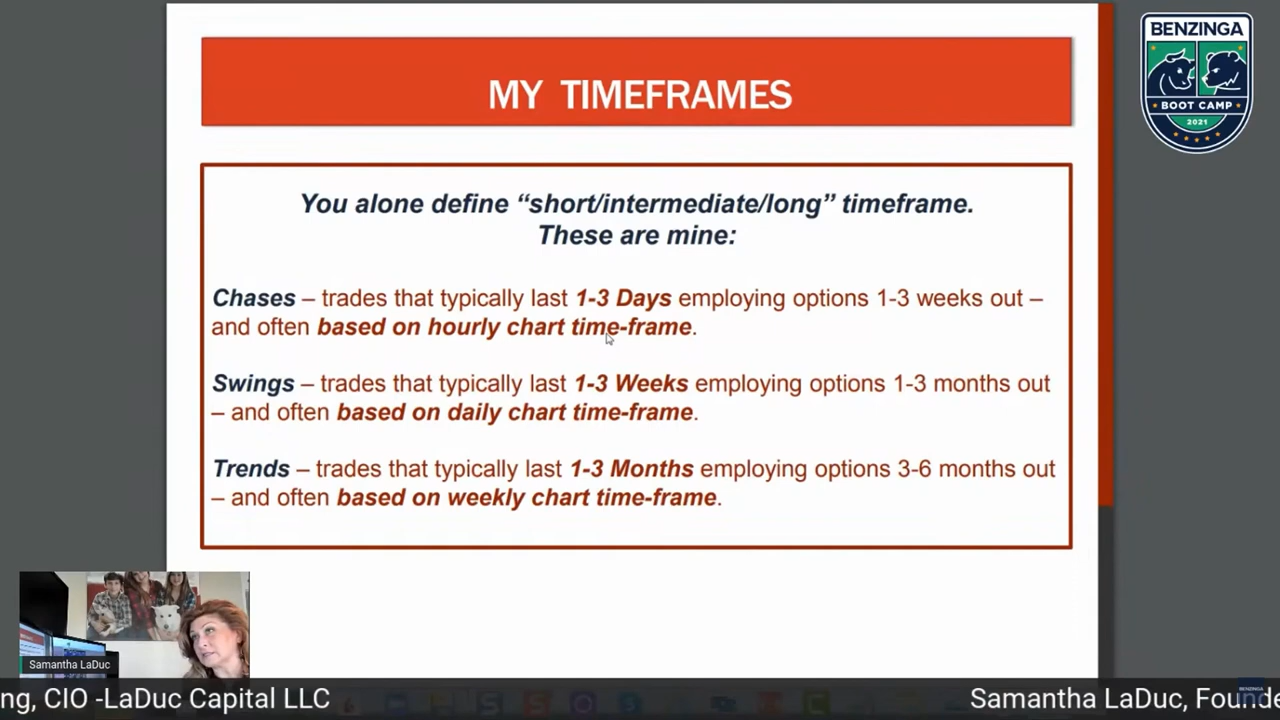 BENZINGA
BOOT CAMP
2021
MY TIMEFRAMES
You alone define “short/intermediate/long” timeframe.
These are mine:
Chases – trades that typically last 1-3 Days employing options 1-3 weeks out –
and often based on hourly chart time-frame.
Swings – trades that typically last 1-3 Weeks employing options 1-3 months out
– and often based on daily chart time-frame.
Trends – trades that typically last 1-3 Months employing options 3-6 months out
– and often based on weekly chart time-frame.
Samantha LaDuc
ng, CIO -LaDuc Capital LLC
Samantha LaDuc, Founde
BENZINGA